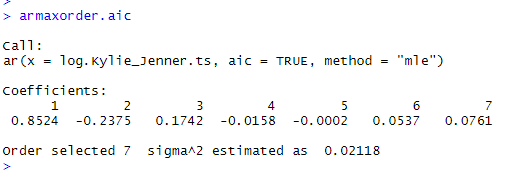 >
> armaxorder.aic
Call:
ar(x = log.Kylie_Jenner.ts, aic = TRUE, method = "mle")
Coefficients:
1 2 3 4 5 6 7
0.8524 -0.2375 0.1742 -0.0158 -0.0002 0.0537 0.0761
Order selected 7 sigma^2 estimated as 0.02118
>